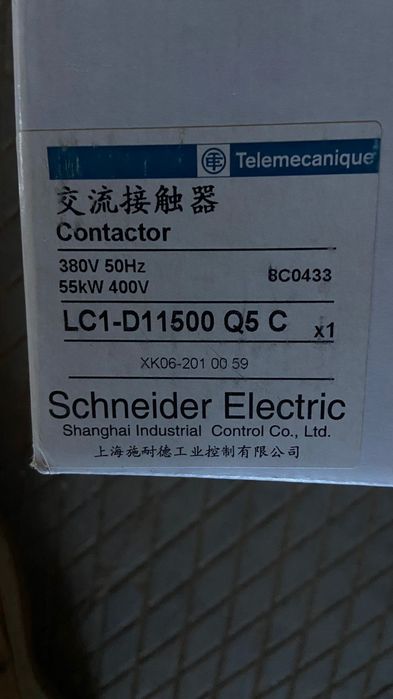 Telemecanique
交流接触器
Contactor
380V 50Hz
55kW 400V
8C0433
LC1-D11500 Q5 C x1
XK06-201 00 59
Schneider Electric
Shanghai Industrial Control Co., Ltd.
上海施耐德工业控制有限公司